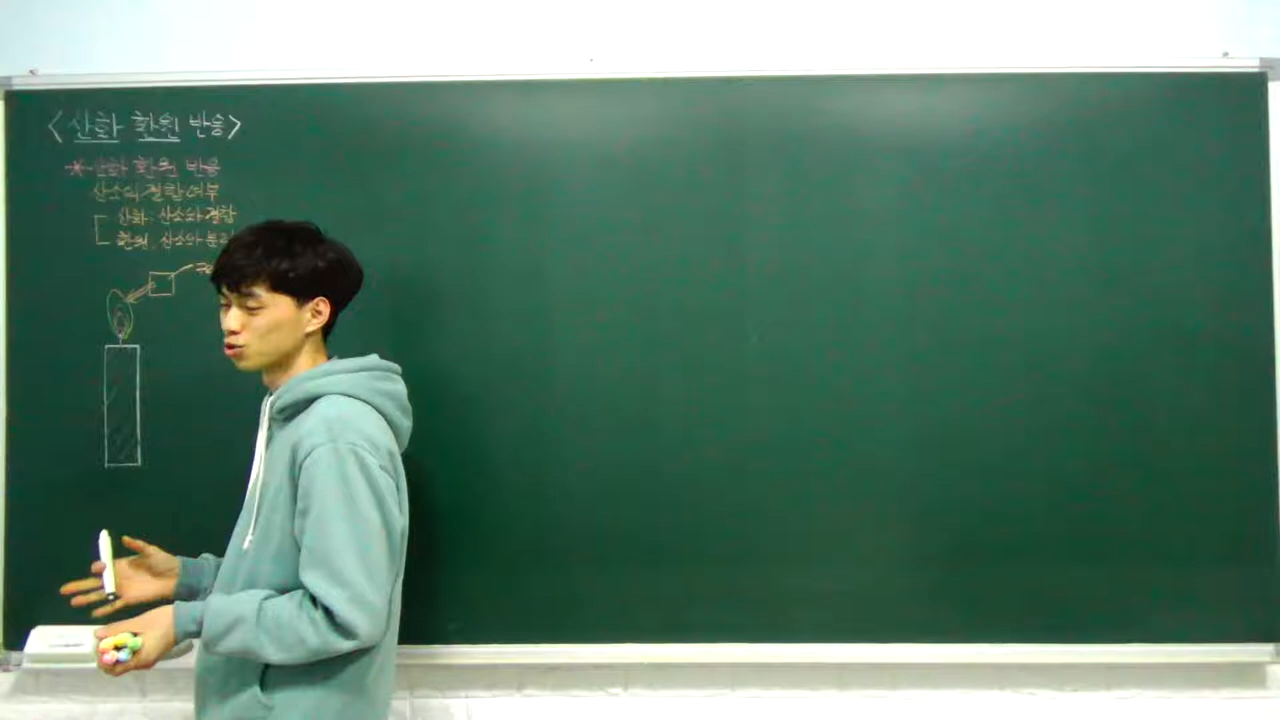 <산화 환원 반응>
* 산화 환원 반응
산소의 결합 여부
산화: 산소와 결합
환원: 산소와 분리